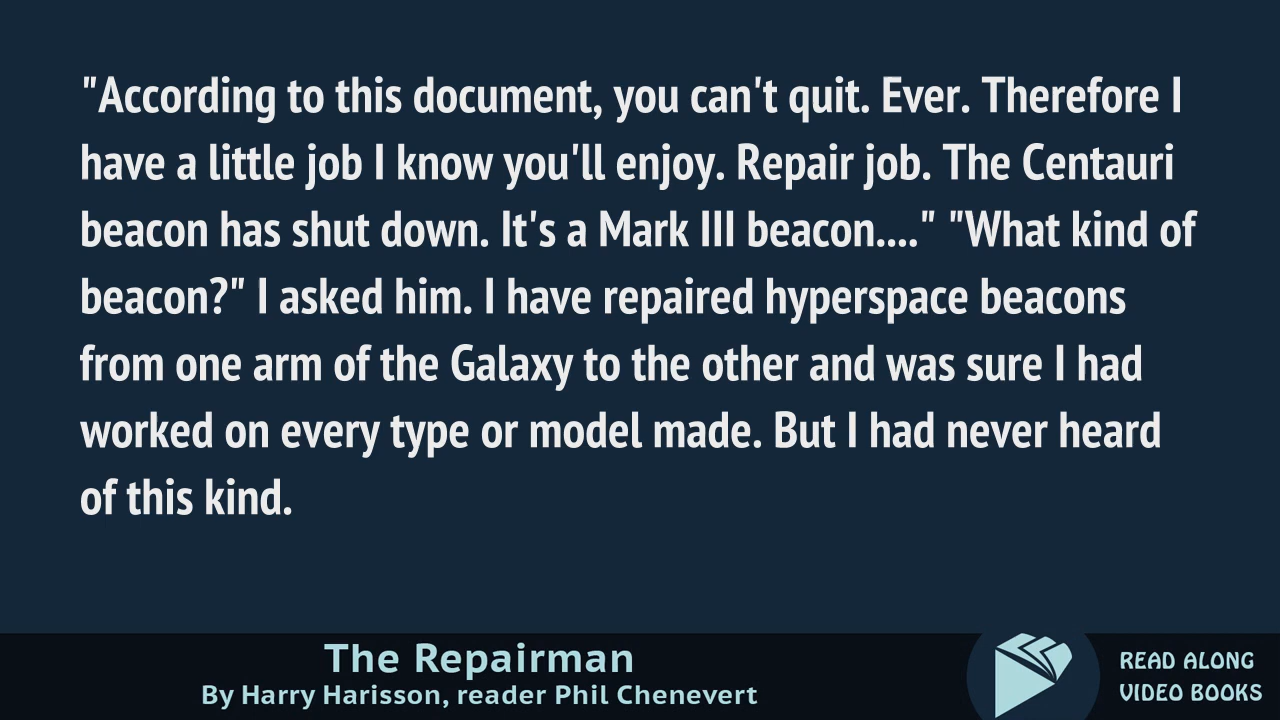 "According to this document, you can't quit. Ever. Therefore I
have a little job I know you'll enjoy. Repair job. The Centauri
beacon has shut down. It's a Mark III beacon...." "What kind of
beacon?" I asked him. I have repaired hyperspace beacons
from one arm of the Galaxy to the other and was sure I had
worked on every type or model made. But I had never heard
of this kind.
The Repairman
By Harry Harisson, reader Phil Chenevert
READ ALONG
VIDEO BOOKS